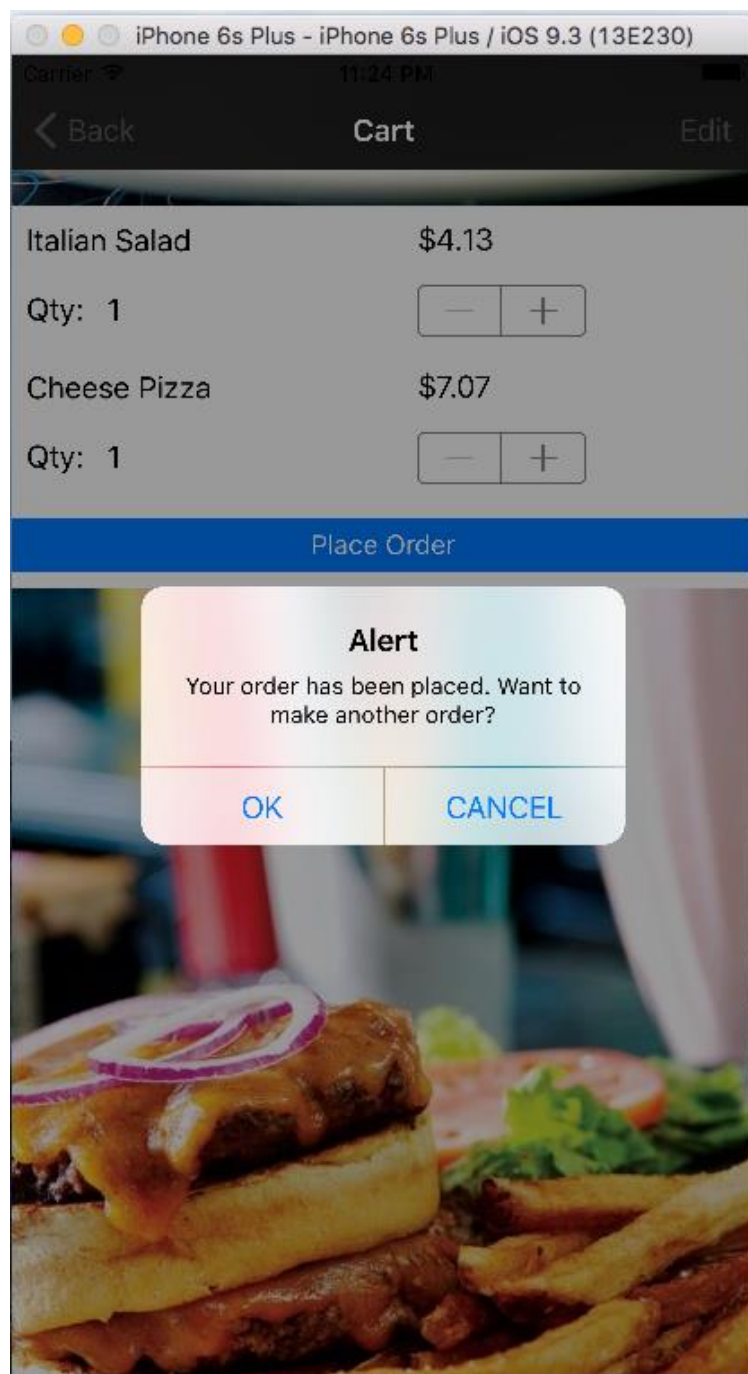 iPhone 6s Plus - iPhone 6s Plus / iOS 9.3 (13E230)
Carrier 11:24 PM
Back Cart Edit
Italian Salad $4.13
Qty: 1 — +
Cheese Pizza $7.07
Qty: 1 — +
Place Order
Alert
Your order has been placed. Want to
make another order?
OK CANCEL